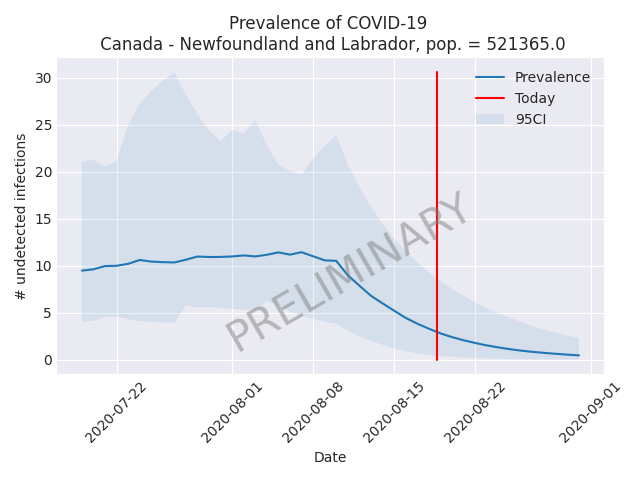 Prevalence of COVID-19
Canada - Newfoundland and Labrador, pop. = 521365.0
Prevalence
Today
95CI
PRELIMINARY
# undetected infections
30
25
20
15
10
5
0
2020-07-22
2020-08-01
2020-08-08
2020-08-15
2020-08-22
2020-09-01
Date